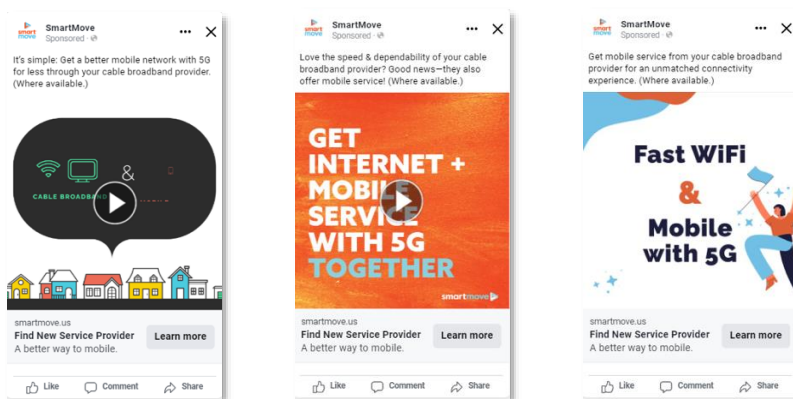 smart
move
SmartMove
Sponsored ·
It's simple: Get a better mobile network with 5G
for less through your cable broadband provider.
(Where available.)
&
CABLE BROADBAND
smartmove.us
Find New Service Provider
A better way to mobile.
Learn more
Like
Comment
Share
smart
move
SmartMove
Sponsored ·
Love the speed & dependability of your cable
broadband provider? Good news—they also
offer mobile service! (Where available.)
GET
INTERNET +
MOBILE
SERVICE
WITH 5G
TOGETHER
smartmove
smartmove.us
Find New Service Provider
A better way to mobile.
Learn more
Like
Comment
Share
smart
move
SmartMove
Sponsored ·
Get mobile service from your cable broadband
provider for an unmatched connectivity
experience. (Where available.)
Fast WiFi
&
Mobile
with 5G
smartmove.us
Find New Service Provider
A better way to mobile.
Learn more
Like
Comment
Share